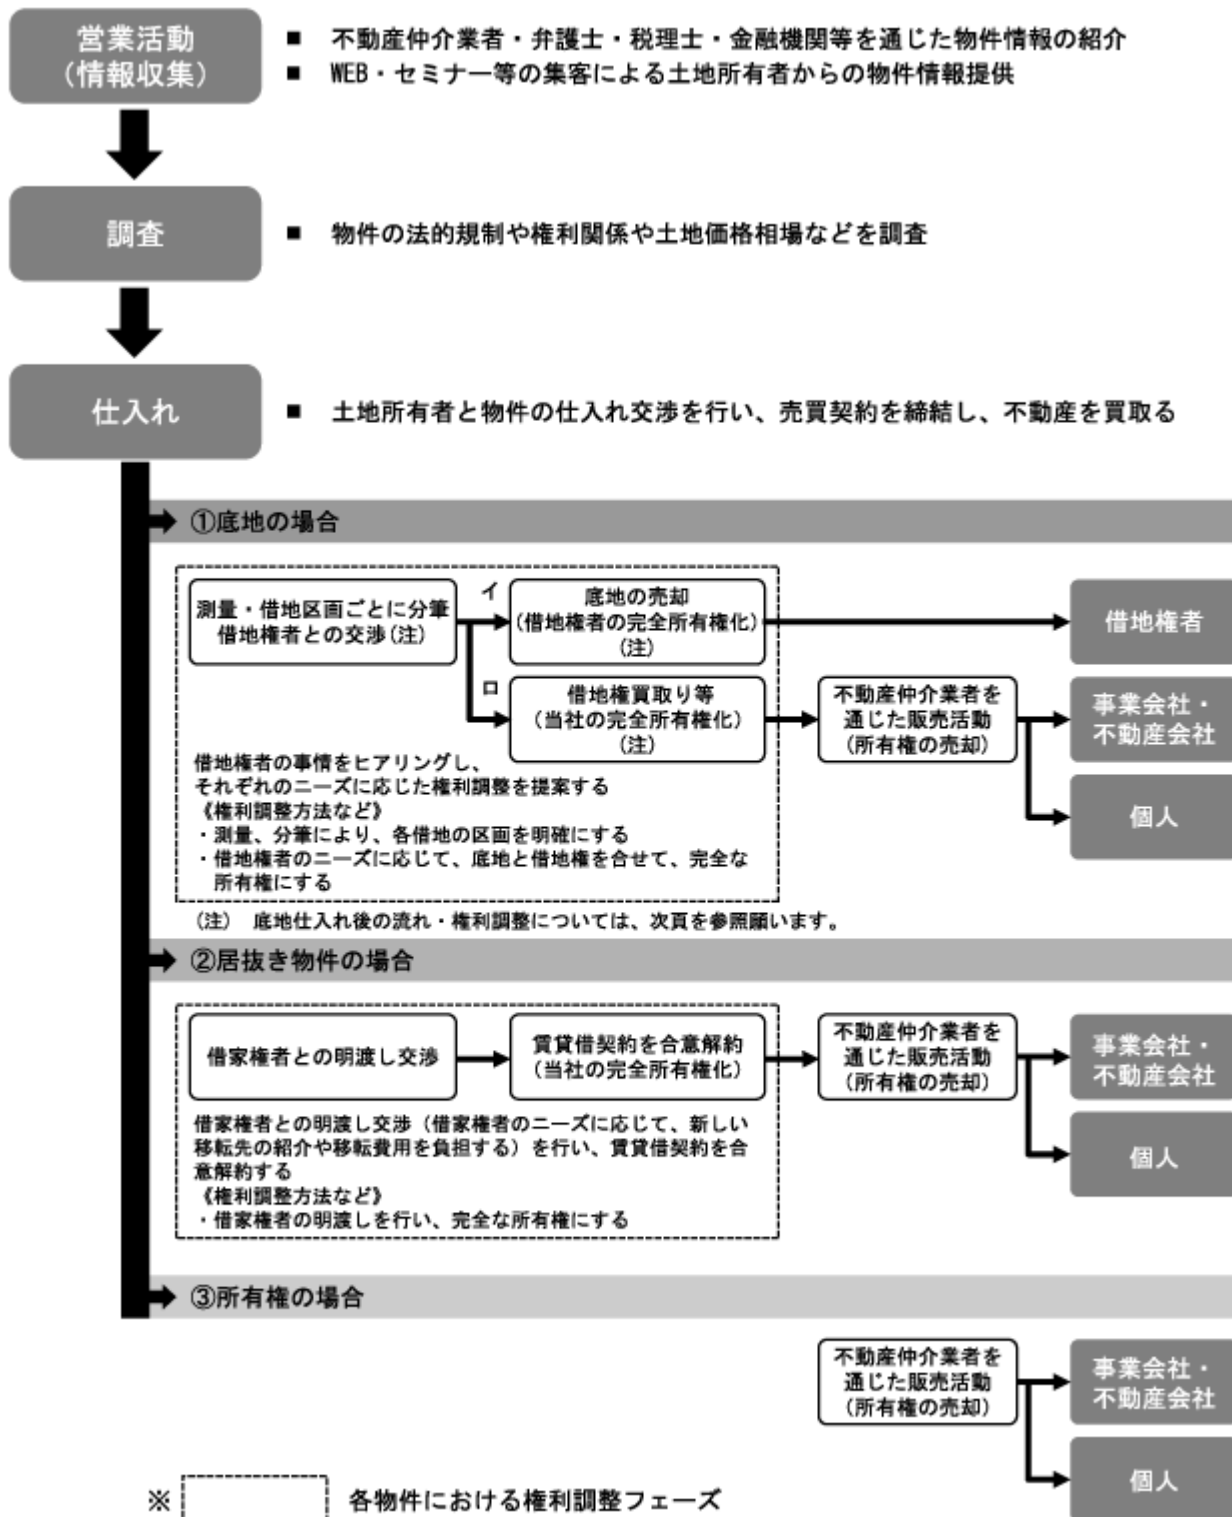 営業活動
(情報収集)
■ 不動産仲介業者・弁護士・税理士・金融機関等を通じた物件情報の紹介
■ WEB・セミナー等の集客による土地所有者からの物件情報提供
調査
■ 物件の法的規制や権利関係や土地価格相場などを調査
仕入れ
■ 土地所有者と物件の仕入れ交渉を行い、売買契約を締結し、不動産を買取る
①底地の場合
測量・借地区画ごとに分筆
借地権者との交渉(注)
イ
底地の売却
(借地権者の完全所有権化)
(注)
借地権者
ロ
借地権買取り等
(当社の完全所有権化)
(注)
不動産仲介業者を
通じた販売活動
(所有権の売却)
事業会社・
不動産会社
個人
借地権者の事情をヒアリングし、
それぞれのニーズに応じた権利調整を提案する
《権利調整方法など》
・測量、分筆により、各借地の区画を明確にする
・借地権者のニーズに応じて、底地と借地権を合せて、完全な
所有権にする
(注) 底地仕入れ後の流れ・権利調整については、次頁を参照願います。
②居抜き物件の場合
借家権者との明渡し交渉
賃貸借契約を合意解約
(当社の完全所有権化)
不動産仲介業者を
通じた販売活動
(所有権の売却)
事業会社・
不動産会社
個人
借家権者との明渡し交渉（借家権者のニーズに応じて、新しい
移転先の紹介や移転費用を負担する）を行い、賃貸借契約を合
意解約する
《権利調整方法など》
・借家権者の明渡しを行い、完全な所有権にする
③所有権の場合
不動産仲介業者を
通じた販売活動
(所有権の売却)
事業会社・
不動産会社
個人
※ 各物件における権利調整フェーズ